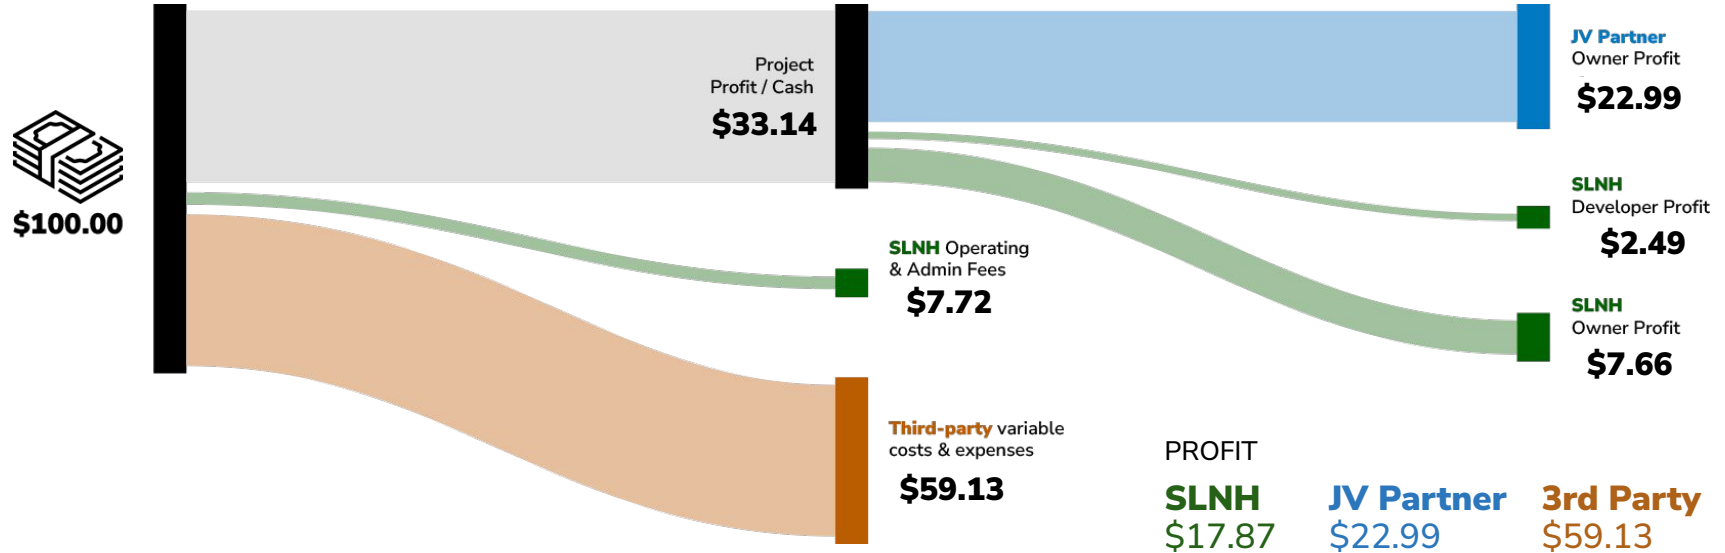 $100.00
Project
Profit / Cash
$33.14
SLNH Operating
& Admin Fees
$7.72
Third-party variable
costs & expenses
$59.13
JV Partner
Owner Profit
$22.99
SLNH
Developer Profit
$2.49
SLNH
Owner Profit
$7.66
PROFIT
SLNH
$17.87
JV Partner
$22.99
3rd Party
$59.13